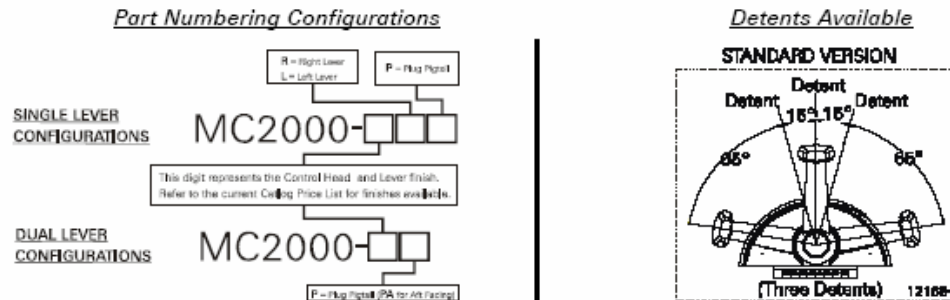 Part Numbering Configurations
R = Right Lever
L = Left Lever
P = Plug Pigtail
SINGLE LEVER
CONFIGURATIONS
MC2000-
This digit represents the Control Head and Lever finish.
Refer to the current Catlog Price List for finishes available.
DUAL LEVER
CONFIGURATIONS
MC2000-
P = Plug Pigtail (PA for Aft Facing)
Detents Available
STANDARD VERSION
Detent
Detent
Detent
15° 15°
65°
65°
(Three Detents)
12168-